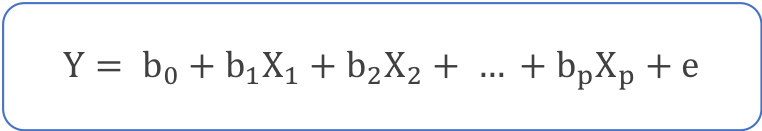 Y = b₀ + b₁X₁ + b₂X₂ + ... + bₚXₚ + e